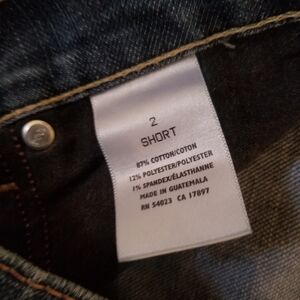 2
SHORT
87% COTTON/COTON
12% POLYESTER/POLYESTER
1% SPANDEX/ÉLASTHANNE
MADE IN GUATEMALA
RN 54023 CA 17897